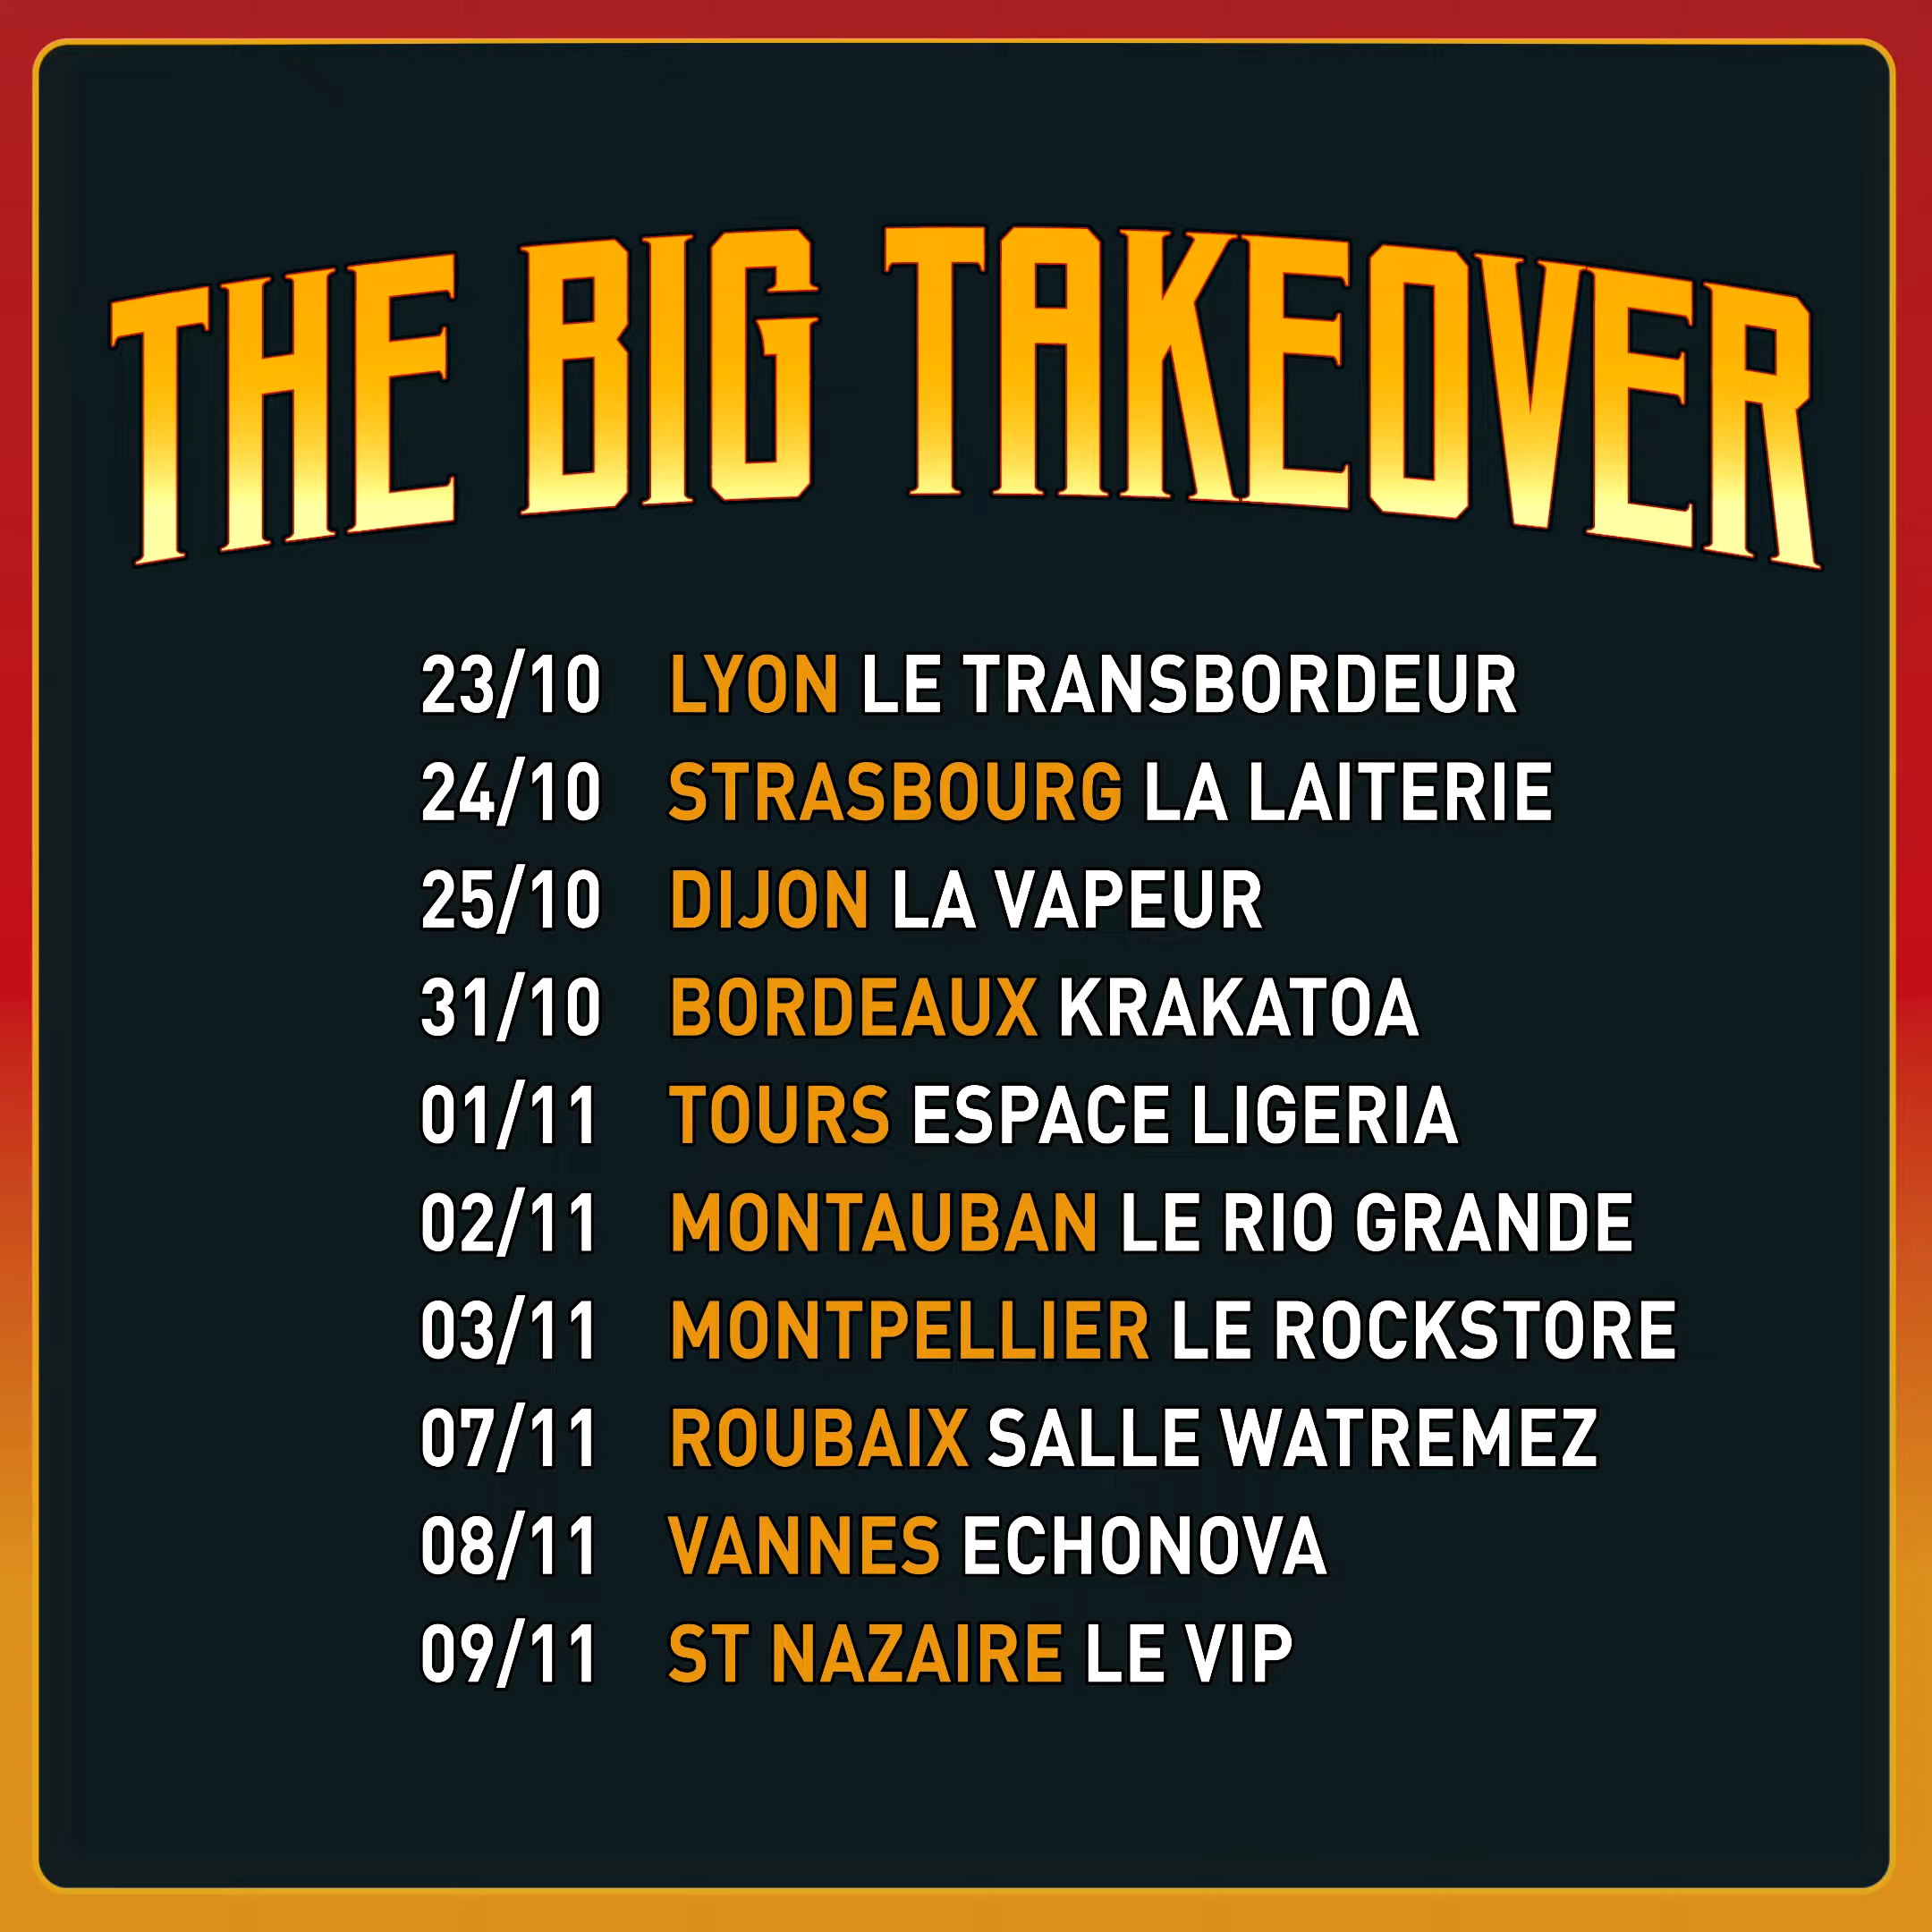 THE BIG TAKEOVER
23/10 LYON LE TRANSBORDEUR
24/10 STRASBOURG LA LAITERIE
25/10 DIJON LA VAPEUR
31/10 BORDEAUX KRAKATOA
01/11 TOURS ESPACE LIGERIA
02/11 MONTAUBAN LE RIO GRANDE
03/11 MONTPELLIER LE ROCKSTORE
07/11 ROUBAIX SALLE WATREMEZ
08/11 VANNES ECHONOVA
09/11 ST NAZAIRE LE VIP